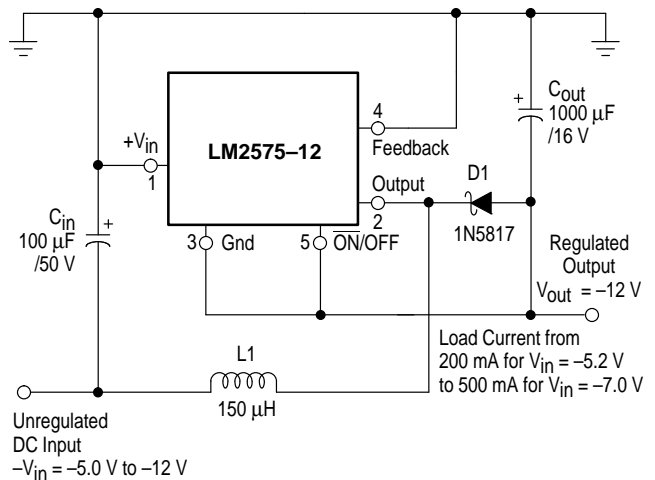 LM2575–12
+Vin
1
4
Feedback
Output
2
3 Gnd
5 ON/OFF
Cin
100 µF
/50 V
+
Cout
1000 µF
/16 V
+
D1
1N5817
Regulated
Output
Vout = –12 V
L1
150 µH
Load Current from
200 mA for Vin = –5.2 V
to 500 mA for Vin = –7.0 V
Unregulated
DC Input
–Vin = –5.0 V to –12 V